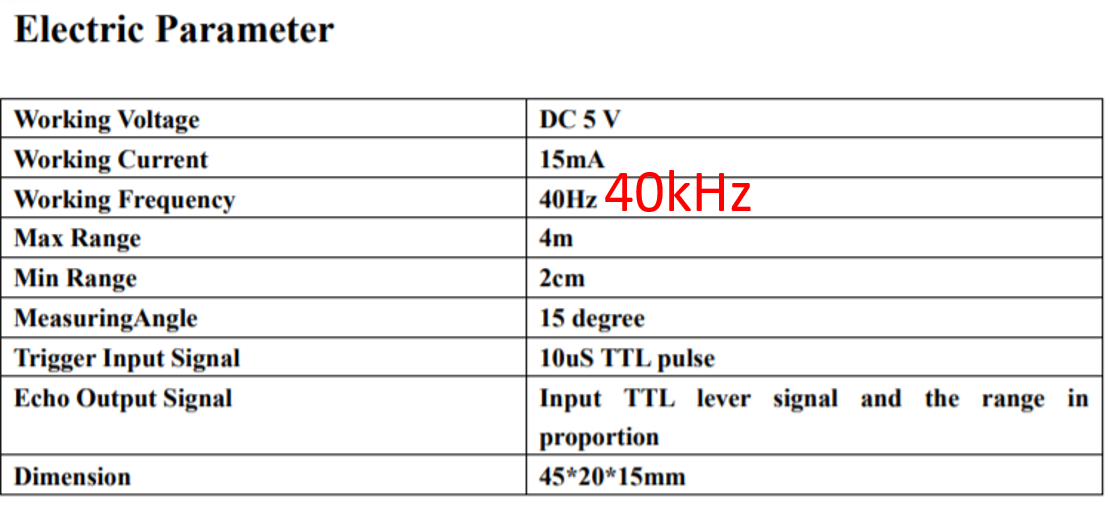 Electric Parameter
Working Voltage DC 5 V
Working Current 15mA
Working Frequency 40Hz 40kHz
Max Range 4m
Min Range 2cm
MeasuringAngle 15 degree
Trigger Input Signal 10uS TTL pulse
Echo Output Signal Input TTL lever signal and the range in
proportion
Dimension 45*20*15mm